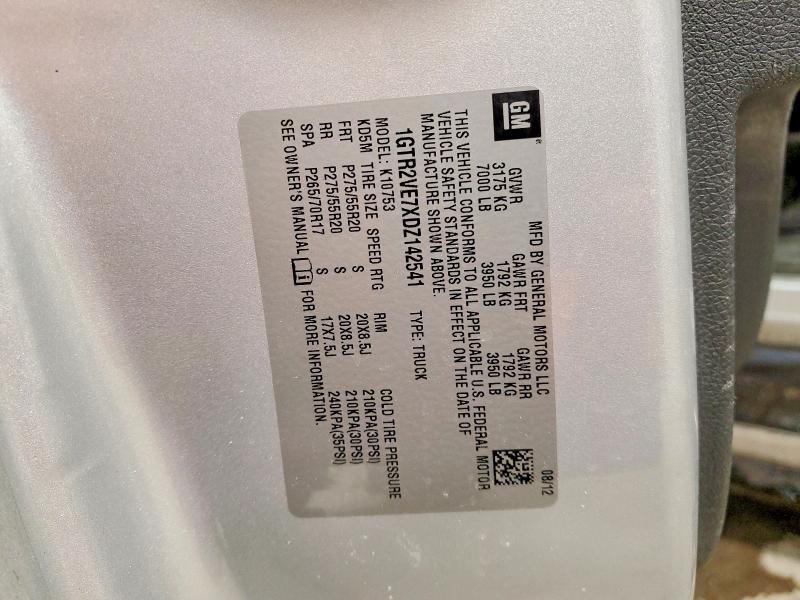 GM
MFD BY GENERAL MOTORS LLC 08/12
GVWR GAWR FRT GAWR RR
3175 KG 1792 KG 1792 KG
7000 LB 3950 LB 3950 LB
THIS VEHICLE CONFORMS TO ALL APPLICABLE U.S. FEDERAL MOTOR
VEHICLE SAFETY STANDARDS IN EFFECT ON THE DATE OF
MANUFACTURE SHOWN ABOVE.
1GTR2VE7XDZ142541 TYPE: TRUCK
MODEL: K10753
KD5M TIRE SIZE SPEED RTG RIM COLD TIRE PRESSURE
FRT P275/55R20 S 20X8.5J 210KPA(30PSI)
RR P275/55R20 S 20X8.5J 210KPA(30PSI)
SPA P265/70R17 S 17X7.5J 240KPA(35PSI)
SEE OWNER'S MANUAL FOR MORE INFORMATION.